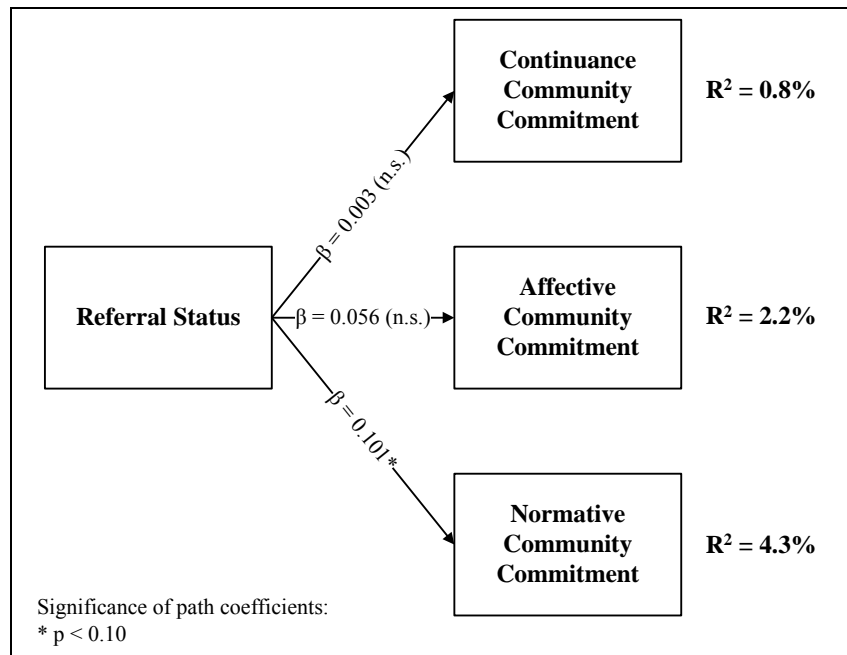 Continuance
Community
Commitment
R² = 0.8%
β = 0.003 (n.s.)
Referral Status
β = 0.056 (n.s.)
Affective
Community
Commitment
R² = 2.2%
β = 0.101*
Normative
Community
Commitment
R² = 4.3%
Significance of path coefficients:
* p < 0.10